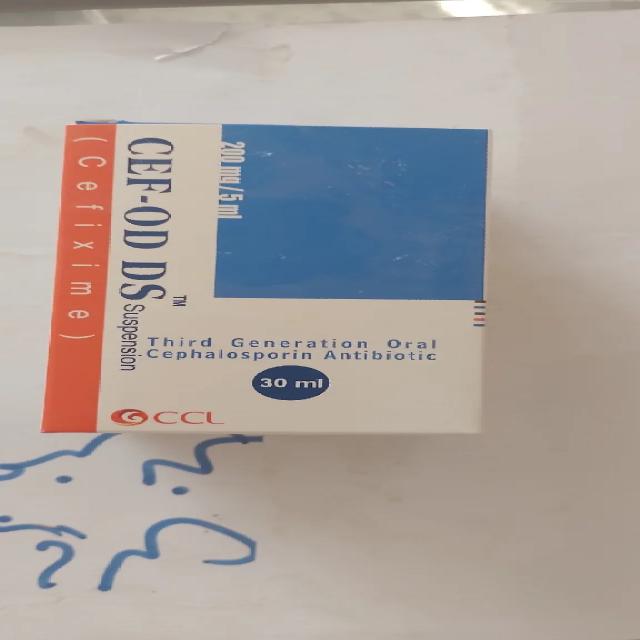 (Cefixime)
CEF-OD DS™
Suspension
200 mg/5 ml
Third Generation Oral
Cephalosporin Antibiotic
30 ml
CCL